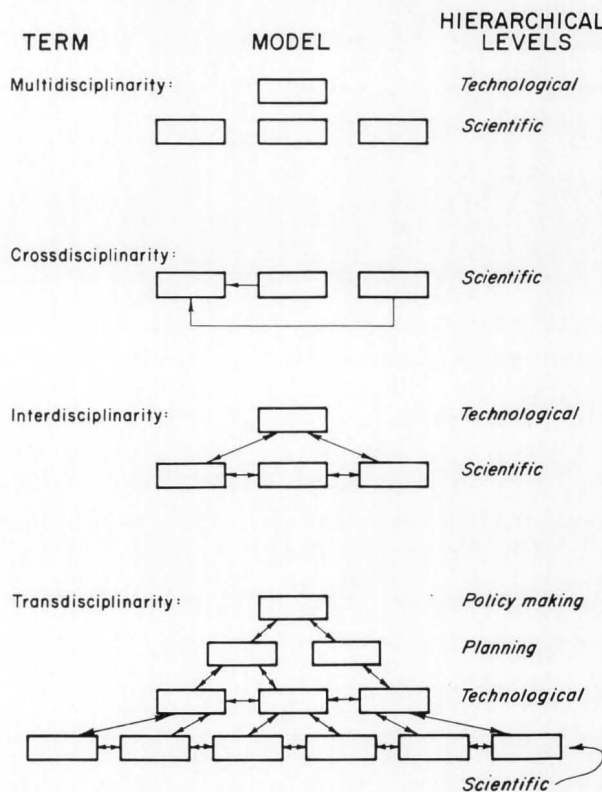 TERM MODEL HIERARCHICAL LEVELS
Multidisciplinarity: Technological
Scientific
Crossdisciplinarity:
Scientific
Interdisciplinarity: Technological
Scientific
Transdisciplinarity: Policy making
Planning
Technological
Scientific